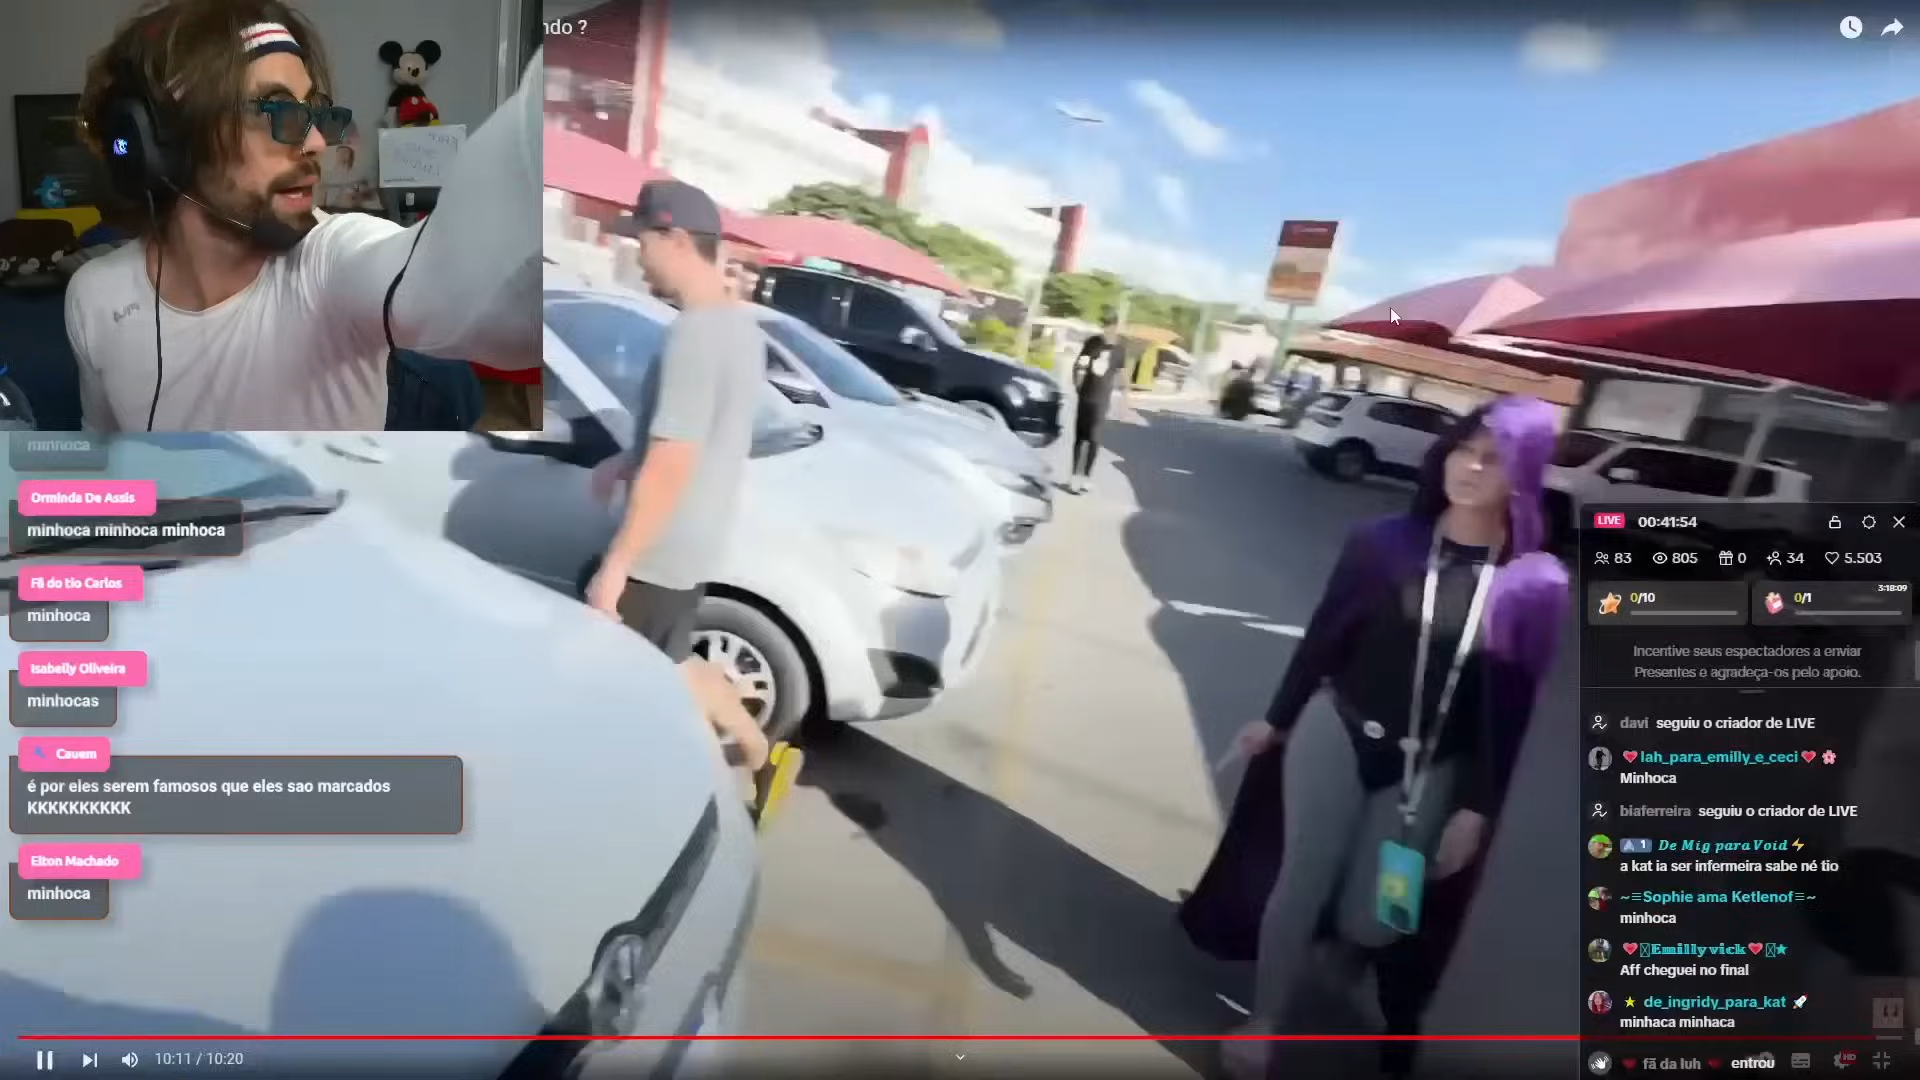 ndo ?
minhoca
Orminda De Assis
minhoca minhoca minhoca
Fã do tio Carlos
minhoca
Isabelly Oliveira
minhocas
Cauem
é por eles serem famosos que eles sao marcados
KKKKKKKKKK
Elton Machado
minhoca
10:11 / 10:20
LIVE 00:41:54
83 805 0 34 5.503
0/10 0/1 3:18:09
Incentive seus espectadores a enviar
Presentes e agradeça-os pelo apoio.
davi seguiu o criador de LIVE
❤lah_para_emilly_e_ceci❤🌸
Minhoca
biaferreira seguiu o criador de LIVE
1 De Mig para Void⚡
a kat ia ser infermeira sabe né tio
~≡Sophie ama Ketlenof≡~
minhoca
❤Emillyvick❤★
Aff cheguei no final
★ de_ingridy_para_kat 🚀
minhaca minhaca
❤ fã da luh ❤ entrou
HD